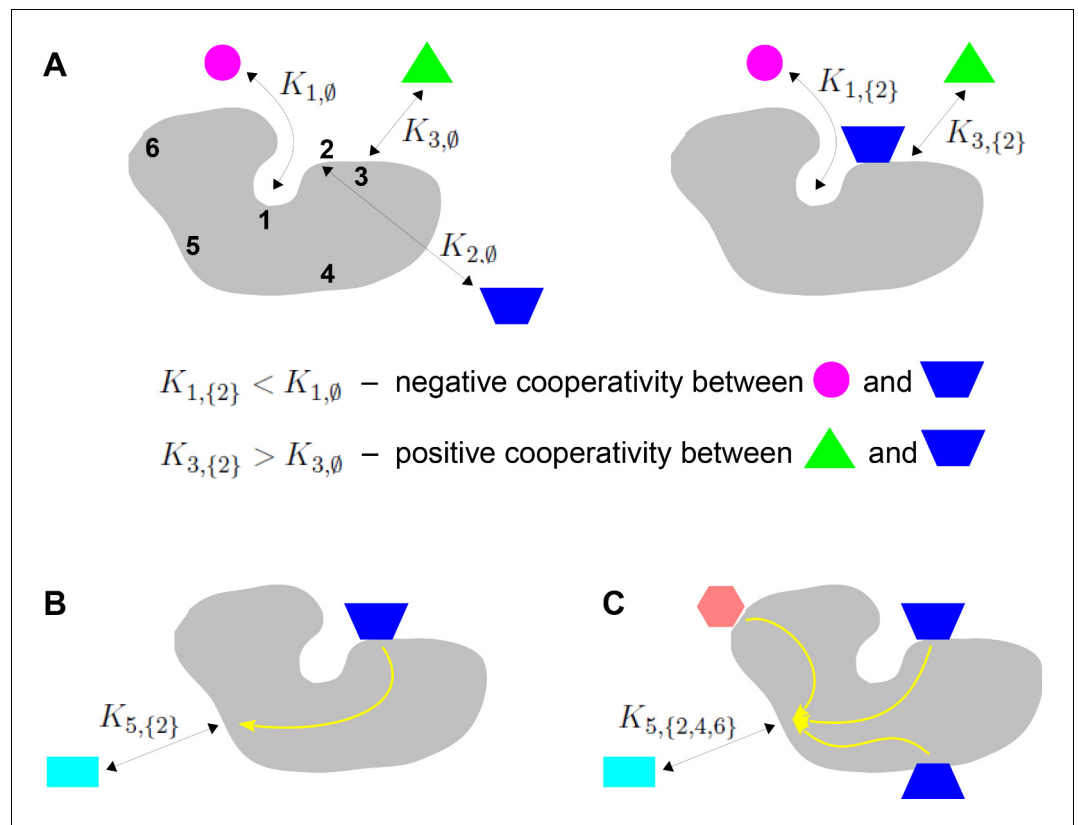 A
K₁,∅
K₃,∅
K₁,{2}
K₃,{2}
6
2
3
1
5
4
K₂,∅
K₁,{2} < K₁,∅ – negative cooperativity between and
K₃,{2} > K₃,∅ – positive cooperativity between and
B
C
K₅,{2}
K₅,{2,4,6}